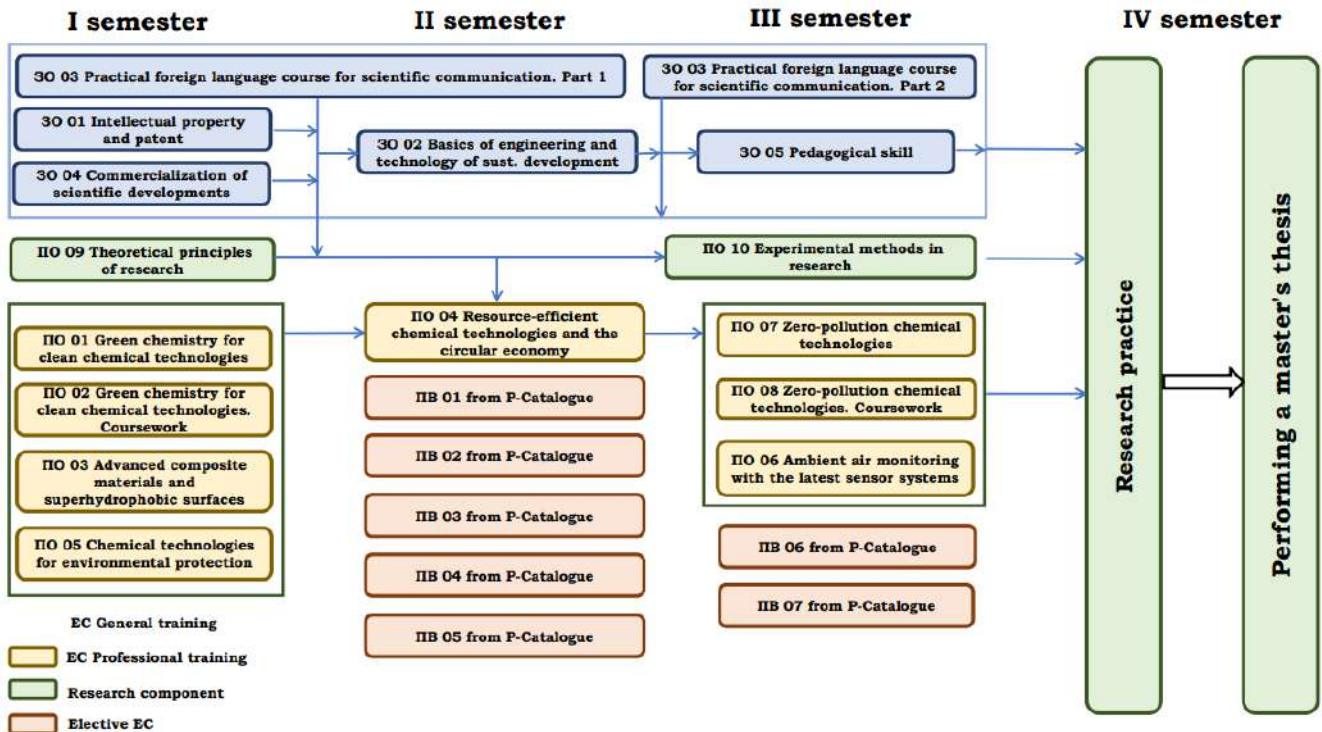 I semester
II semester
III semester
IV semester
ЗО 03 Practical foreign language course for scientific communication. Part 1
ЗО 03 Practical foreign language course
for scientific communication. Part 2
ЗО 01 Intellectual property
and patent
ЗО 02 Basics of engineering and
technology of sust. development
ЗО 05 Pedagogical skill
ЗО 04 Commercialization of
scientific developments
ПО 09 Theoretical principles
of research
ПО 10 Experimental methods in
research
ПО 01 Green chemistry for
clean chemical technologies
ПО 02 Green chemistry for
clean chemical technologies.
Coursework
ПО 03 Advanced composite
materials and
superhydrophobic surfaces
ПО 05 Chemical technologies
for environmental protection
ПО 04 Resource-efficient
chemical technologies and the
circular economy
ПВ 01 from P-Catalogue
ПВ 02 from P-Catalogue
ПВ 03 from P-Catalogue
ПВ 04 from P-Catalogue
ПВ 05 from P-Catalogue
ПО 07 Zero-pollution chemical
technologies
ПО 08 Zero-pollution chemical
technologies. Coursework
ПО 06 Ambient air monitoring
with the latest sensor systems
ПВ 06 from P-Catalogue
ПВ 07 from P-Catalogue
Research practice
Performing a master's thesis
EC General training
EC Professional training
Research component
Elective EC